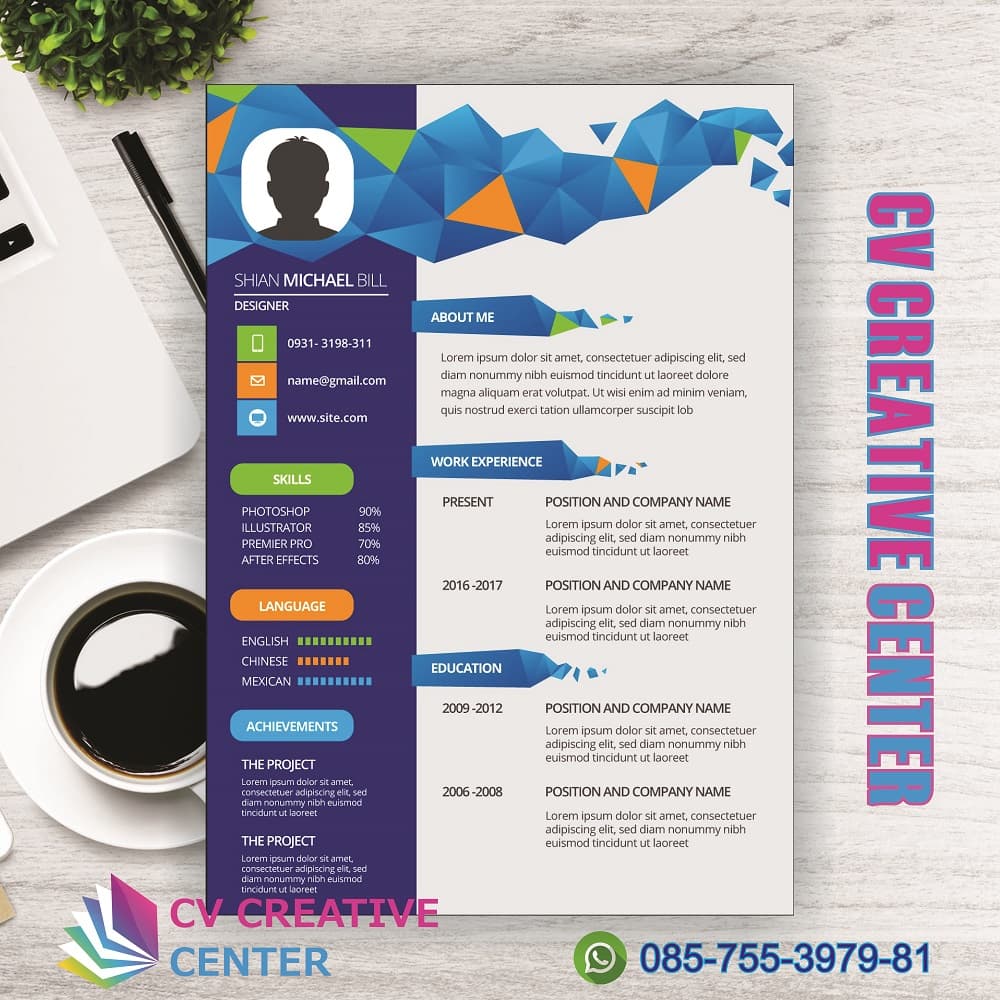 SHIAN MICHAEL BILL
DESIGNER
0931- 3198-311
name@gmail.com
www.site.com
SKILLS
PHOTOSHOP 90%
ILLUSTRATOR 85%
PREMIER PRO 70%
AFTER EFFECTS 80%
LANGUAGE
ENGLISH
CHINESE
MEXICAN
ACHIEVEMENTS
THE PROJECT
Lorem ipsum dolor sit amet,
consectetuer adipiscing elit, sed
diam nonummy nibh euismod
tincidunt ut laoreet
THE PROJECT
Lorem ipsum dolor sit amet,
consectetuer adipiscing elit, sed
diam nonummy nibh euismod
tincidunt ut laoreet
ABOUT ME
Lorem ipsum dolor sit amet, consectetuer adipiscing elit, sed
diam nonummy nibh euismod tincidunt ut laoreet dolore
magna aliquam erat volutpat. Ut wisi enim ad minim veniam,
quis nostrud exerci tation ullamcorper suscipit lob
WORK EXPERIENCE
PRESENT POSITION AND COMPANY NAME
Lorem ipsum dolor sit amet, consectetuer
adipiscing elit, sed diam nonummy nibh
euismod tincidunt ut laoreet
2016 -2017 POSITION AND COMPANY NAME
Lorem ipsum dolor sit amet, consectetuer
adipiscing elit, sed diam nonummy nibh
euismod tincidunt ut laoreet
EDUCATION
2009 -2012 POSITION AND COMPANY NAME
Lorem ipsum dolor sit amet, consectetuer
adipiscing elit, sed diam nonummy nibh
euismod tincidunt ut laoreet
2006 -2008 POSITION AND COMPANY NAME
Lorem ipsum dolor sit amet, consectetuer
adipiscing elit, sed diam nonummy nibh
euismod tincidunt ut laoreet
CV CREATIVE CENTER
CV CREATIVE
CENTER
085-755-3979-81